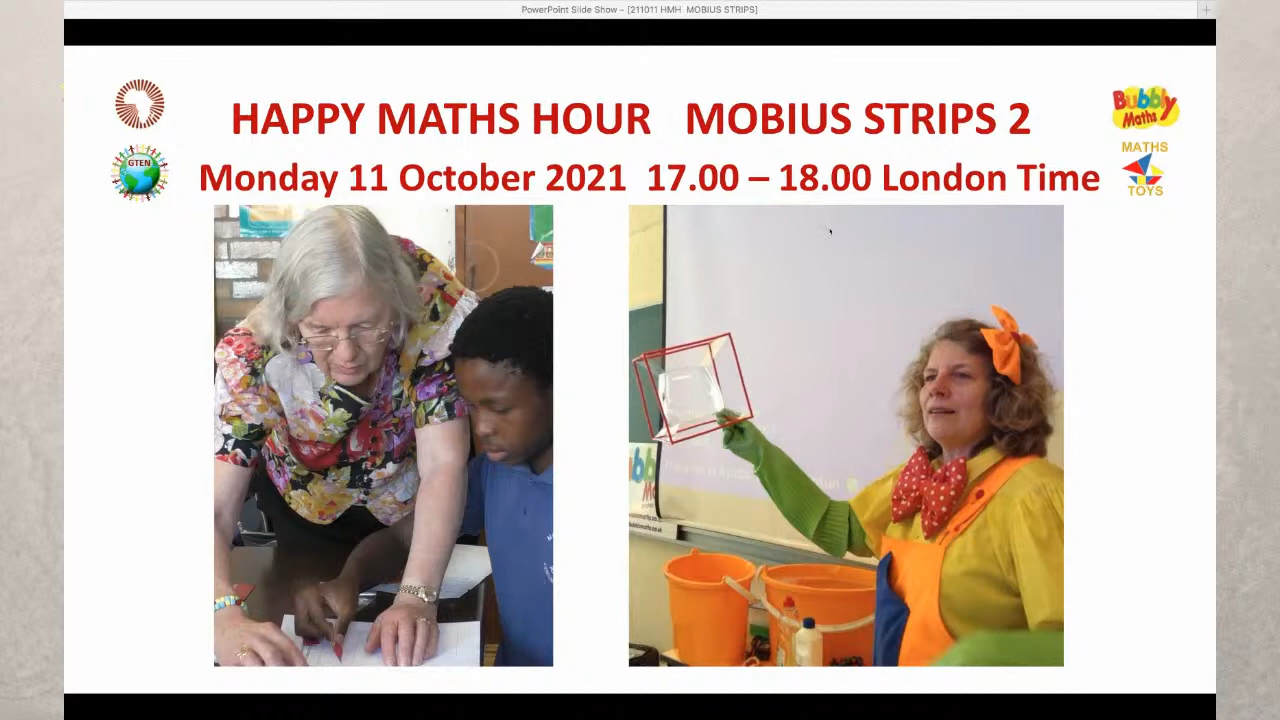 PowerPoint Slide Show – [211011 HMH MOBIUS STRIPS]
HAPPY MATHS HOUR MOBIUS STRIPS 2
Monday 11 October 2021 17.00 – 18.00 London Time
GTEN
Bubbly
Maths
MATHS
TOYS